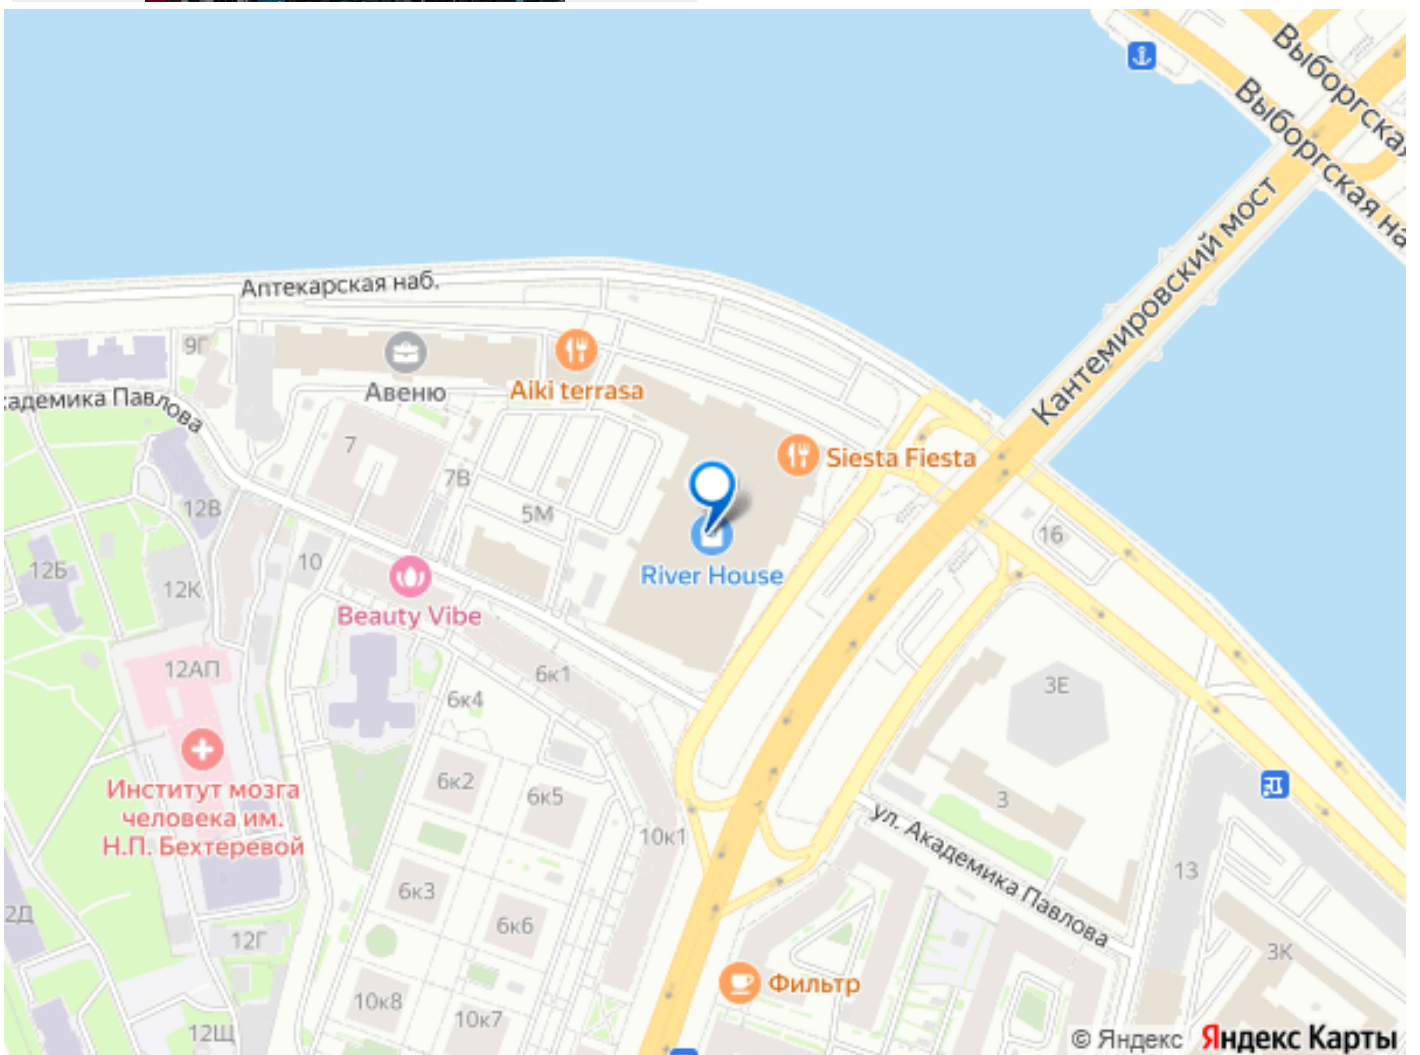 Выборгская
Выборгская на
Кантемировский мост
Аптекарская наб.
9Г
Авеню
Aiki terrasa
кадемика Павлова
7
Siesta Fiesta
7В
12В
5М
16
River House
10
12Б
12К
Beauty Vibe
12АП
6к1
3Е
6к4
Институт мозга
человека им.
Н.П. Бехтеревой
6к2
6к5
3
ул. Академика Павлова
10к1
13
6к3
2Д
6к6
12Г
3К
Фильтр
10к8
10к7
12Щ
© Яндекс
Яндекс Карты